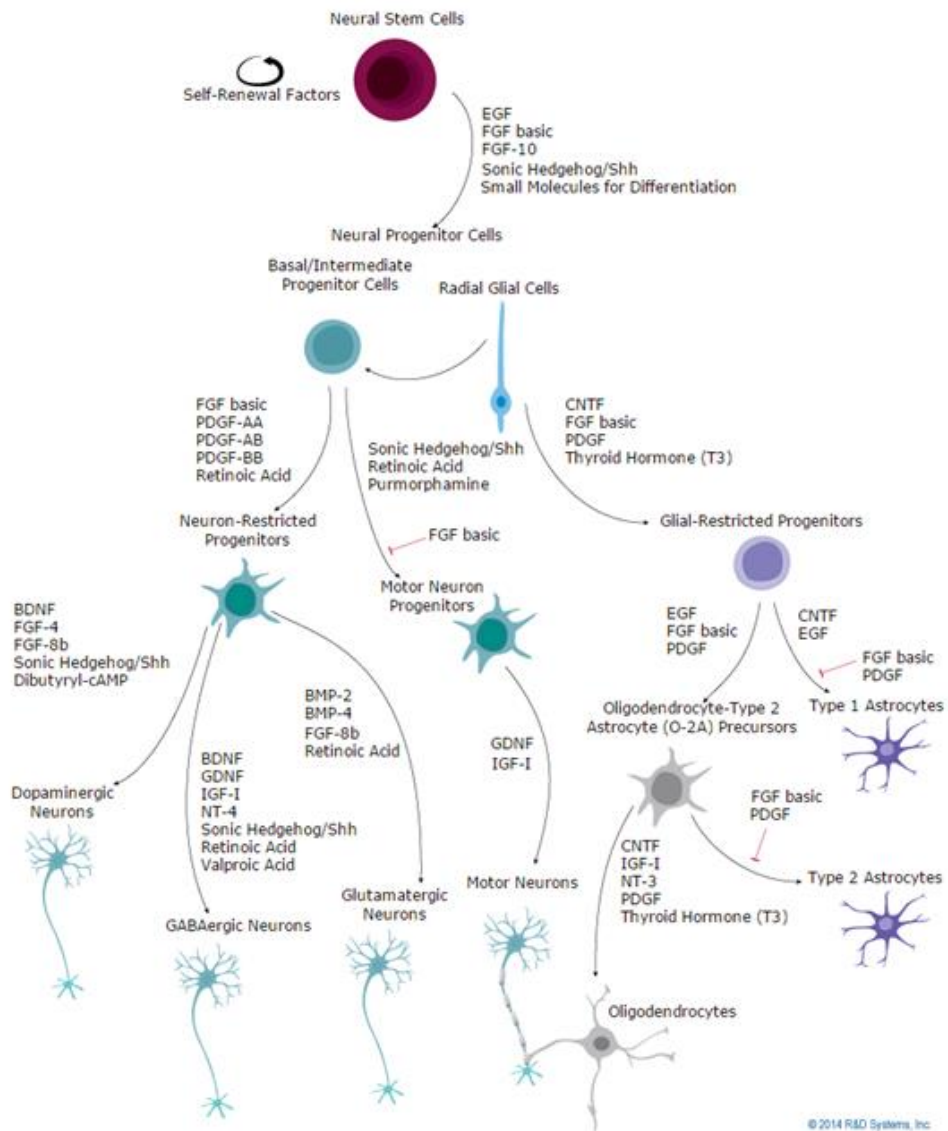 Neural Stem Cells
Self-Renewal Factors
EGF
FGF basic
FGF-10
Sonic Hedgehog/Shh
Small Molecules for Differentiation
Neural Progenitor Cells
Basal/Intermediate
Progenitor Cells
Radial Glial Cells
FGF basic
PDGF-AA
PDGF-AB
PDGF-BB
Retinoic Acid
Sonic Hedgehog/Shh
Retinoic Acid
Purmorphamine
CNTF
FGF basic
PDGF
Thyroid Hormone (T3)
Neuron-Restricted
Progenitors
FGF basic
Glial-Restricted Progenitors
Motor Neuron
Progenitors
BDNF
FGF-4
FGF-8b
Sonic Hedgehog/Shh
Dibutyryl-cAMP
EGF
FGF basic
PDGF
CNTF
EGF
FGF basic
PDGF
BMP-2
BMP-4
FGF-8b
Retinoic Acid
Oligodendrocyte-Type 2
Astrocyte (O-2A) Precursors
Type 1 Astrocytes
BDNF
GDNF
IGF-I
NT-4
Sonic Hedgehog/Shh
Retinoic Acid
Valproic Acid
GDNF
IGF-I
Dopaminergic
Neurons
FGF basic
PDGF
CNTF
IGF-I
NT-3
PDGF
Thyroid Hormone (T3)
GABAergic Neurons
Glutamatergic
Neurons
Motor Neurons
Type 2 Astrocytes
Oligodendrocytes
© 2014 R&D Systems, Inc.